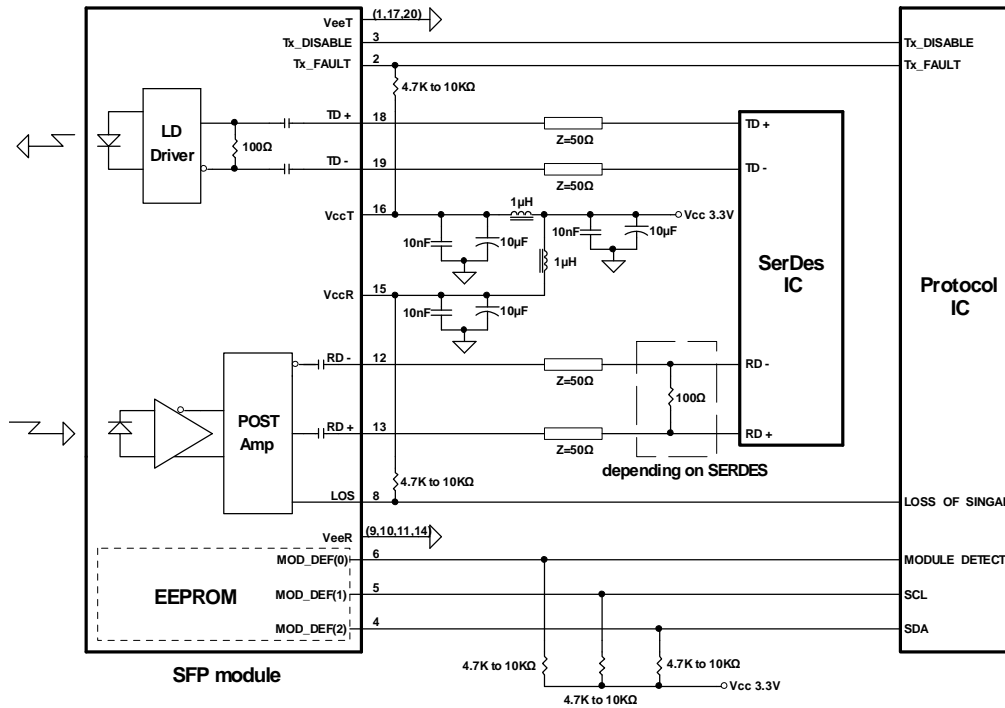 VeeT
(1,17,20)
Tx_DISABLE
3
Tx_DISABLE
Tx_FAULT
2
Tx_FAULT
4.7K to 10KΩ
LD
Driver
100Ω
TD +
18
Z=50Ω
TD +
TD -
19
Z=50Ω
TD -
VccT
16
1µH
Vcc 3.3V
10nF
10µF
10nF
10µF
1µH
SerDes
IC
Protocol
IC
VccR
15
10nF
10µF
RD -
12
Z=50Ω
RD -
POST
Amp
100Ω
RD +
13
Z=50Ω
RD +
depending on SERDES
4.7K to 10KΩ
LOS
8
LOSS OF SINGAL
VeeR
(9,10,11,14)
MOD_DEF(0)
6
MODULE DETECT
EEPROM
MOD_DEF(1)
5
SCL
MOD_DEF(2)
4
SDA
4.7K to 10KΩ
4.7K to 10KΩ
4.7K to 10KΩ
Vcc 3.3V
SFP module